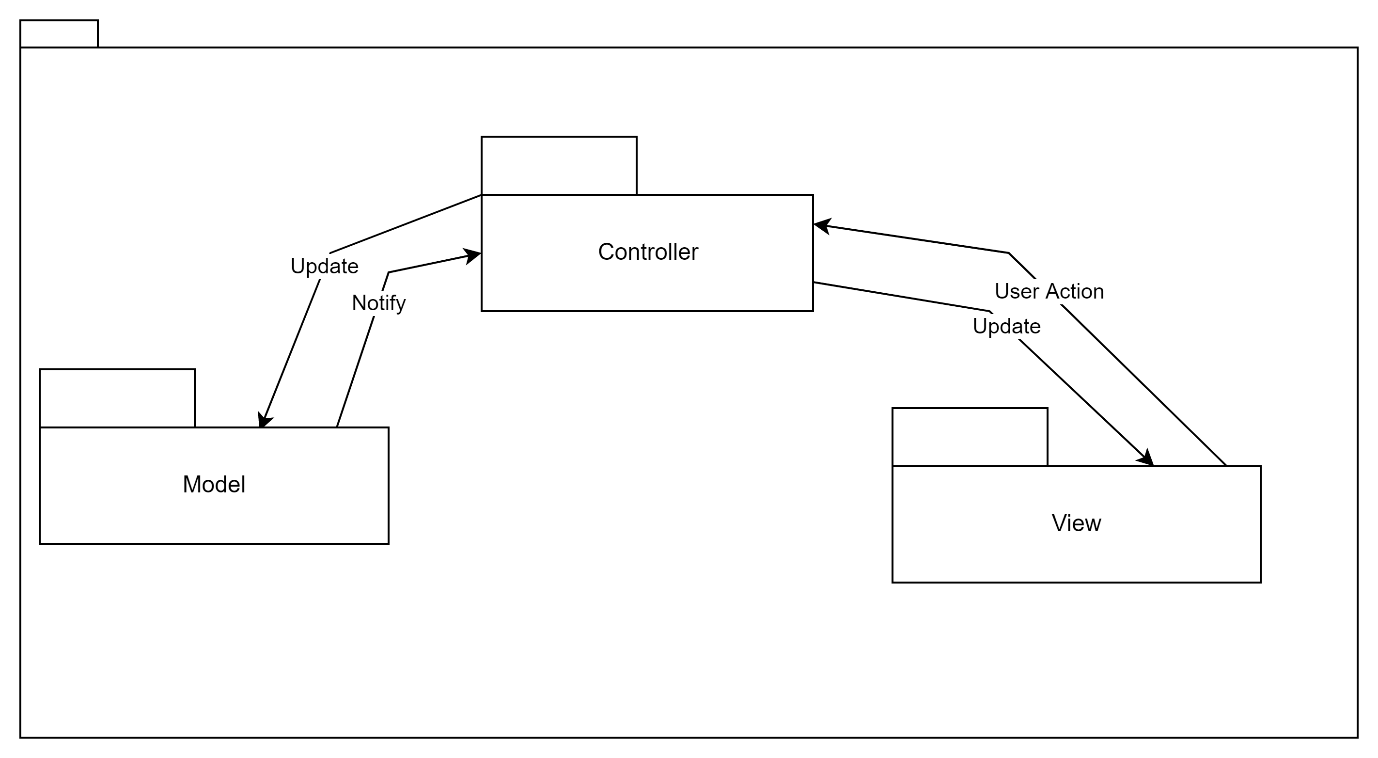 Controller
Update
Notify
User Action
Update
Model
View